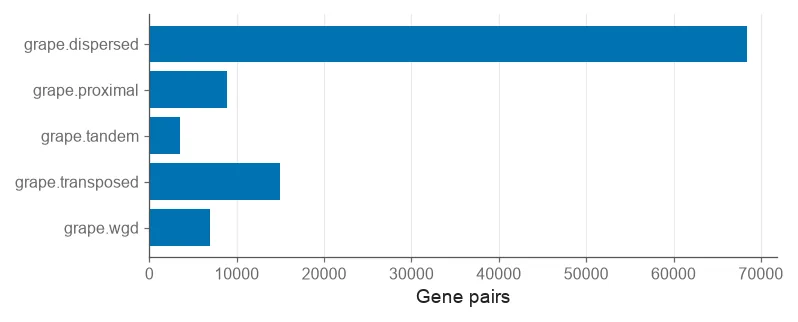 grape.dispersed
grape.proximal
grape.tandem
grape.transposed
grape.wgd
0 10000 20000 30000 40000 50000 60000 70000
Gene pairs